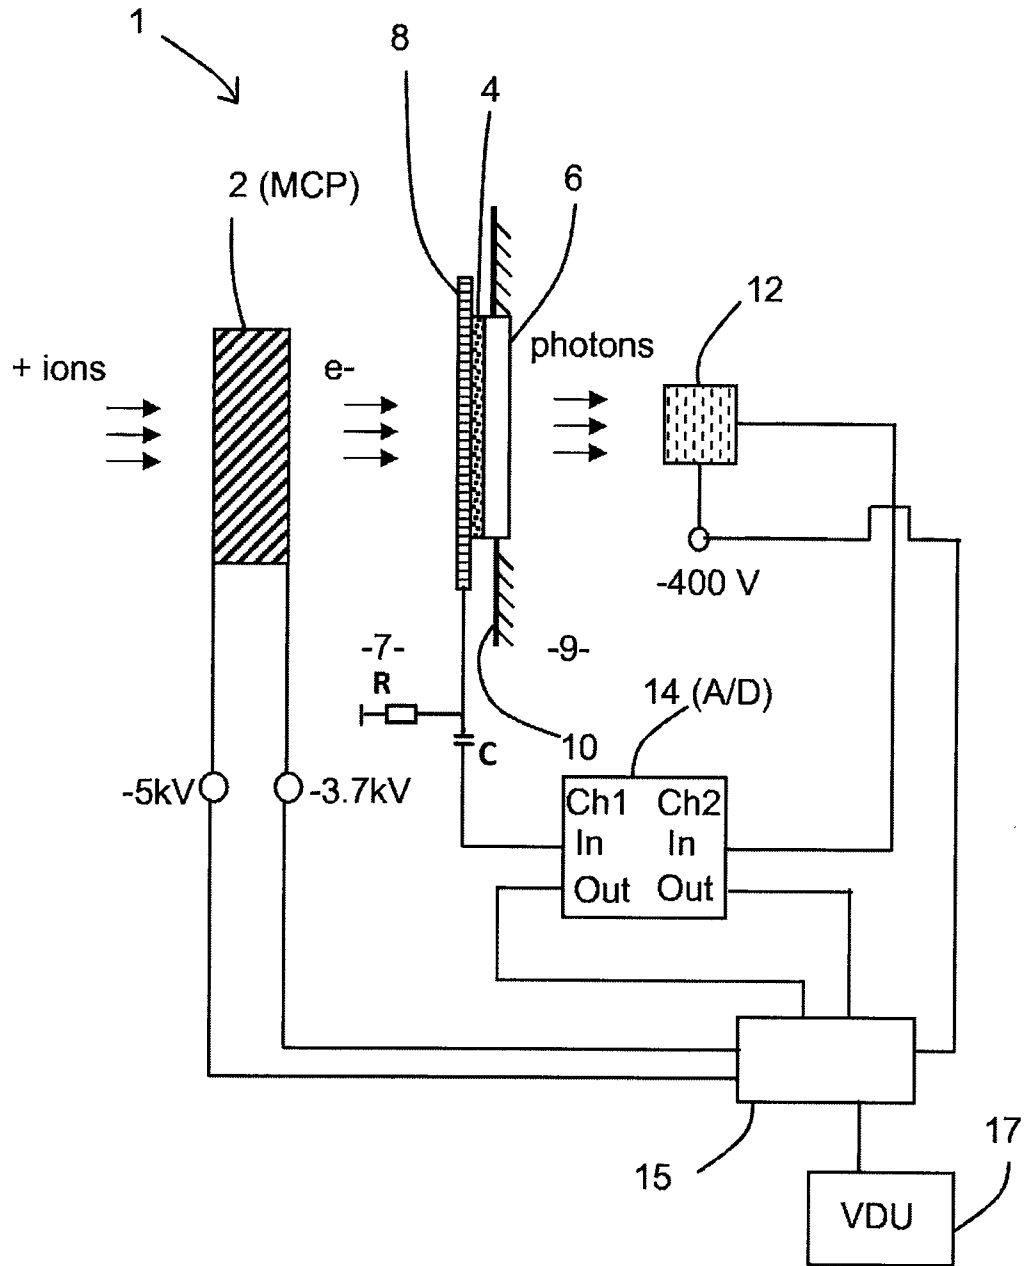 1
8
4
2 (MCP)
6
12
+ ions
e-
photons
-400 V
-7-
-9-
R
14 (A/D)
C
10
-5kV
-3.7kV
Ch1 Ch2
In In
Out Out
15
17
VDU